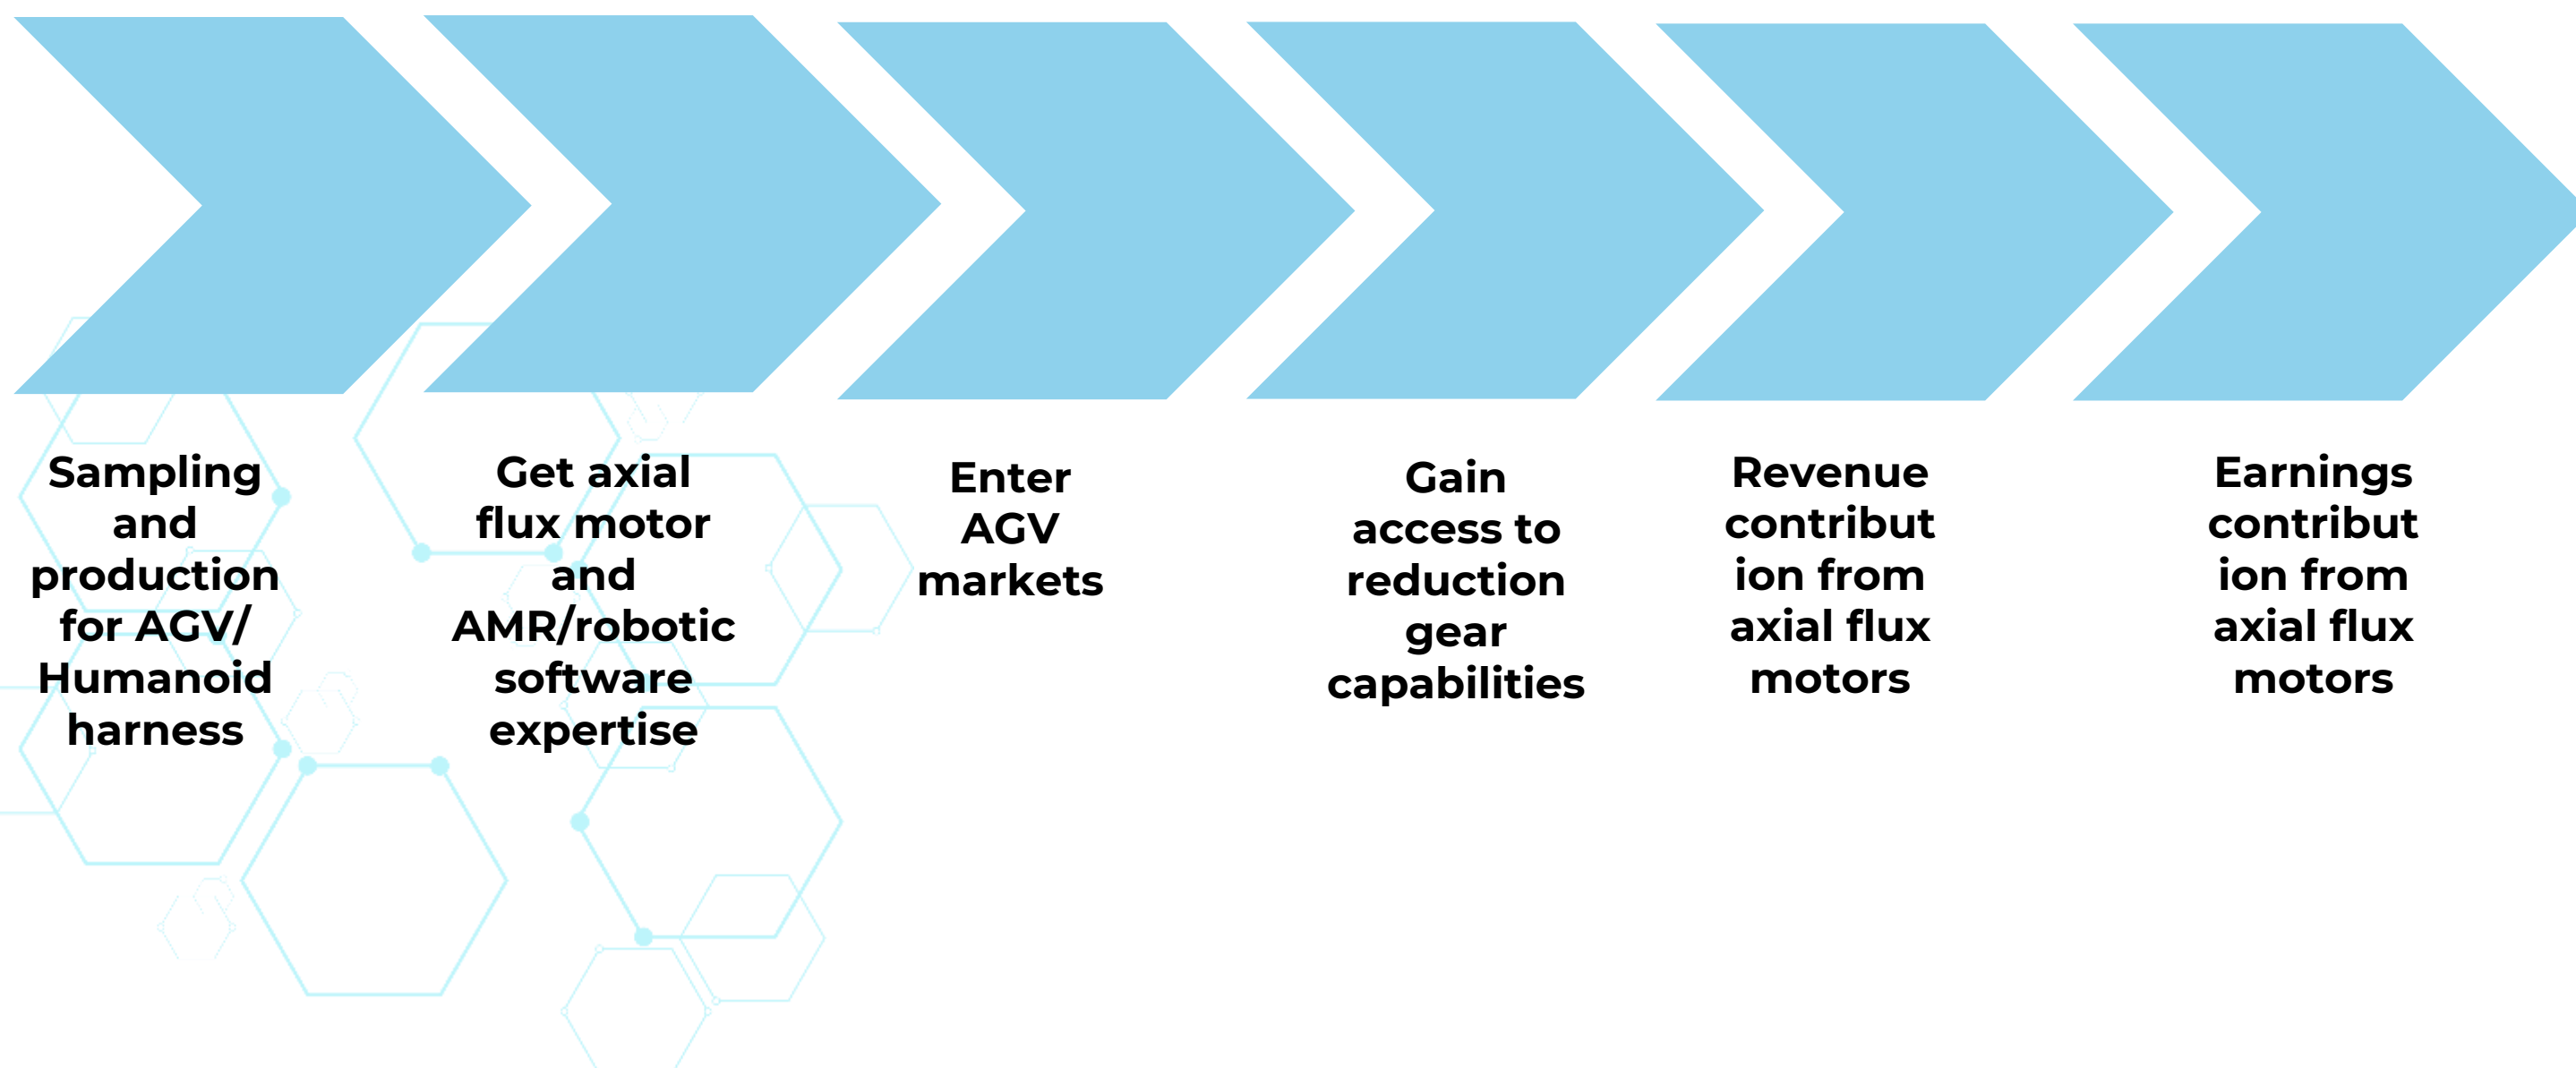 Sampling
and
production
for AGV/
Humanoid
harness
Get axial
flux motor
and
AMR/robotic
software
expertise
Enter
AGV
markets
Gain
access to
reduction
gear
capabilities
Revenue
contribut
ion from
axial flux
motors
Earnings
contribut
ion from
axial flux
motors